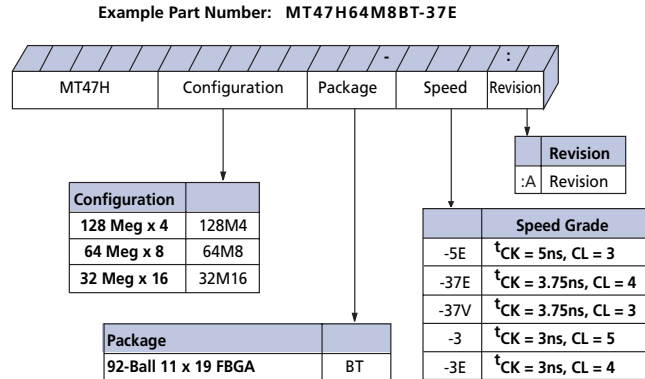 Example Part Number: MT47H64M8BT-37E
- :
MT47H Configuration Package Speed Revision
Revision
:A Revision
Configuration
128 Meg x 4 128M4
64 Meg x 8 64M8
32 Meg x 16 32M16
Package
92-Ball 11 x 19 FBGA BT
Speed Grade
-5E tCK = 5ns, CL = 3
-37E tCK = 3.75ns, CL = 4
-37V tCK = 3.75ns, CL = 3
-3 tCK = 3ns, CL = 5
-3E tCK = 3ns, CL = 4